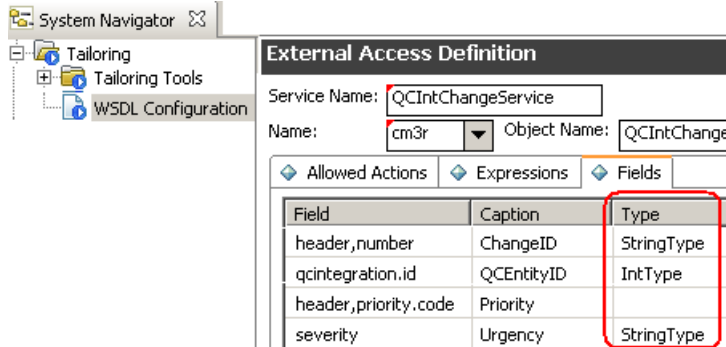 System Navigator
Tailoring
Tailoring Tools
WSDL Configuration
External Access Definition
Service Name: QCIntChangeService
Name: cm3r Object Name: QCIntChange
Allowed Actions Expressions Fields
Field Caption Type
header,number ChangeID StringType
qcintegration.id QCEntityID IntType
header,priority.code Priority
severity Urgency StringType